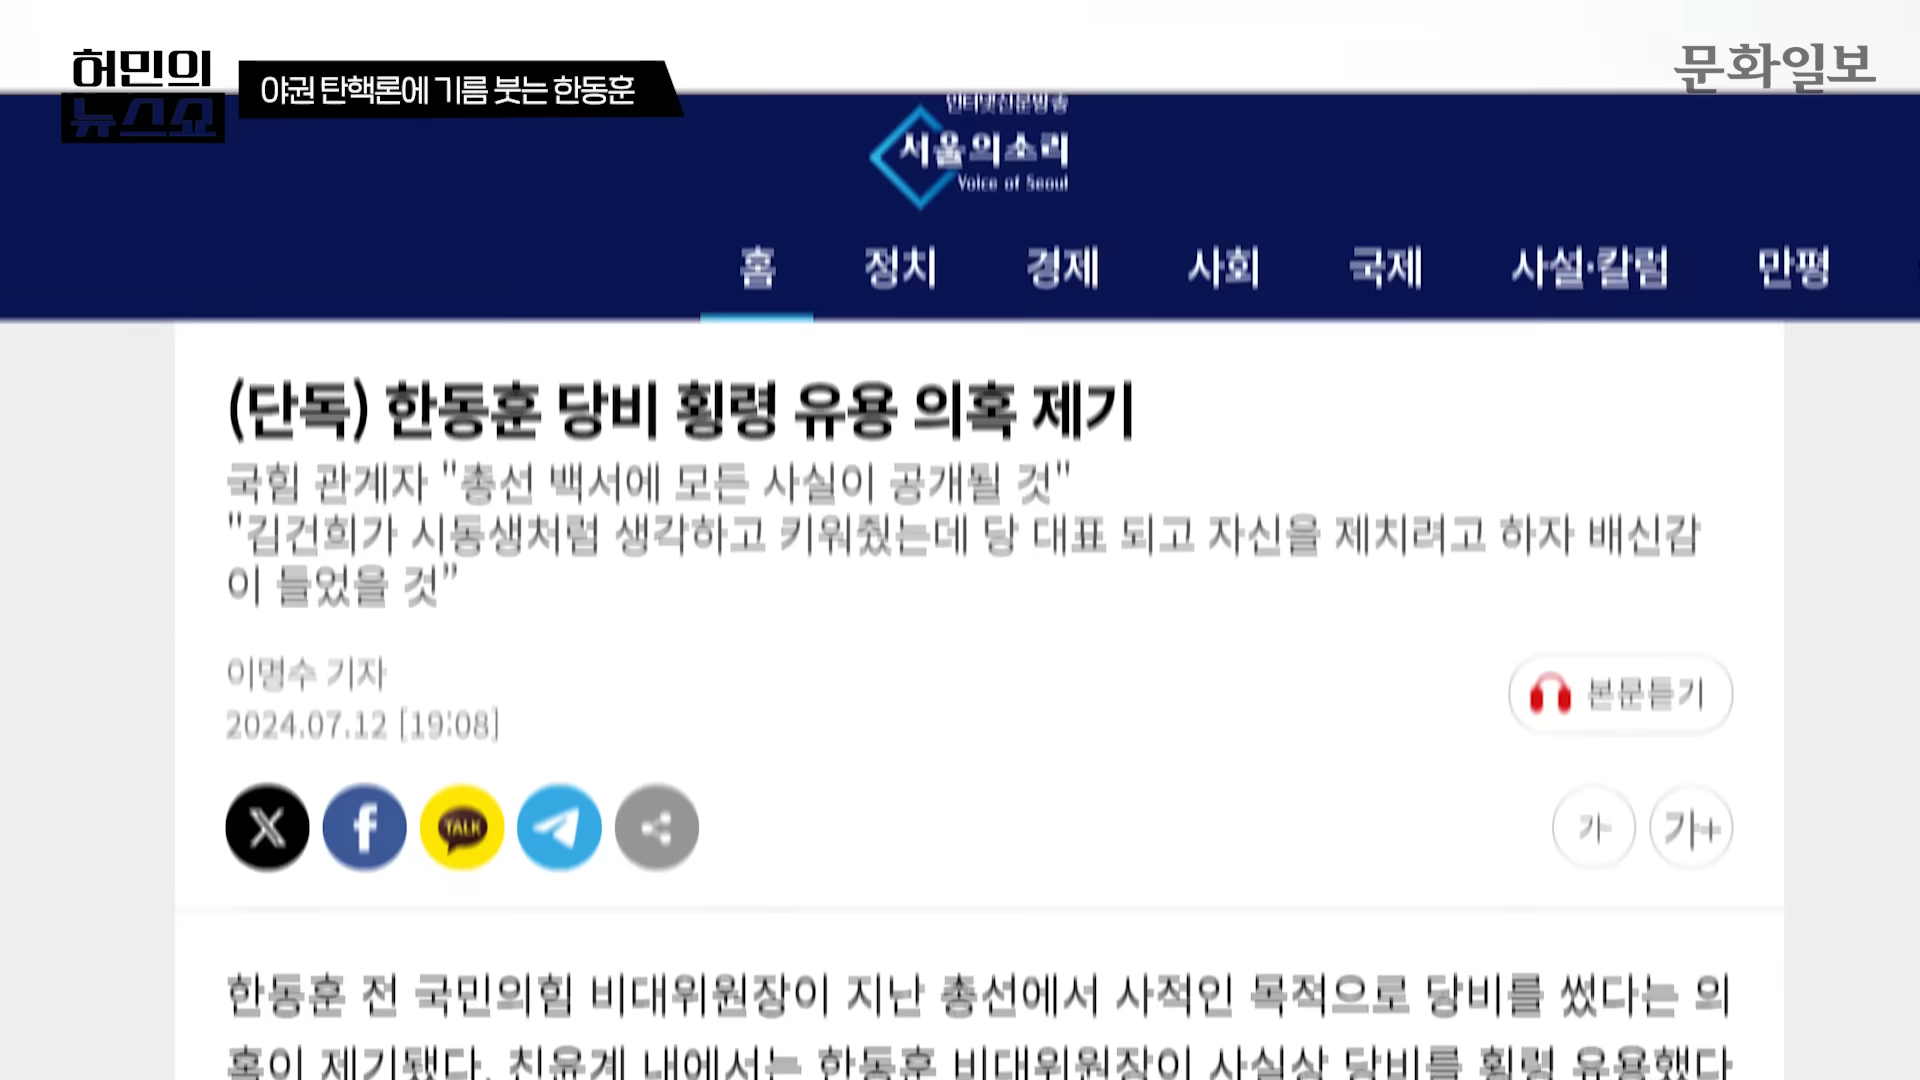 허민의
뉴스쇼
야권 탄핵론에 기름 붓는 한동훈
문화일보
인터넷신문방송
서울의소리
Voice of Seoul
홈 정치 경제 사회 국제 사설·칼럼 만평
(단독) 한동훈 당비 횡령 유용 의혹 제기
국힘 관계자 "총선 백서에 모든 사실이 공개될 것"
"김건희가 시동생처럼 생각하고 키워줬는데 당 대표 되고 자신을 제치려고 하자 배신감
이 들었을 것”
이명수 기자
본문듣기
2024.07.12 [19:08]
TALK
가- 가+
한동훈 전 국민의힘 비대위원장이 지난 총선에서 사적인 목적으로 당비를 썼다는 의
혹이 제기됐다. 친윤계 내에서는 한동훈 비대위원장이 사실상 당비를 횡령 유용했다